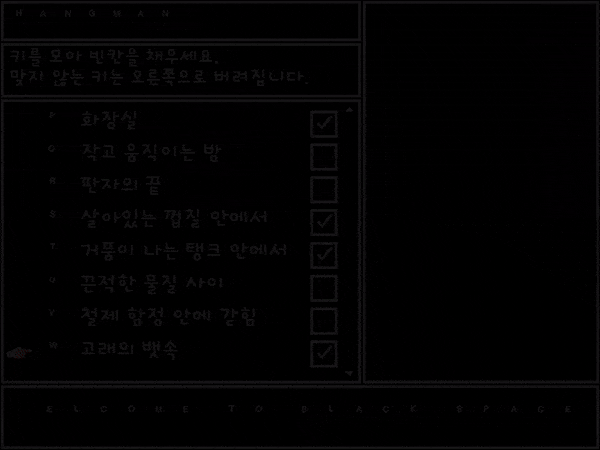 H A N G M A N
키를 모아 빈칸을 채우세요.
맞지 않는 키는 오른쪽으로 버려집니다.
P 화장실
Q 작고 움직이는 방
R 판자의 끝
S 살아있는 껍질 안에서
T 거품이 나는 탱크 안에서
U 끈적한 물질 사이
V 철제 함정 안에 갇힘
W 고래의 뱃속
E L C O M E T O B L A C K S P A C E